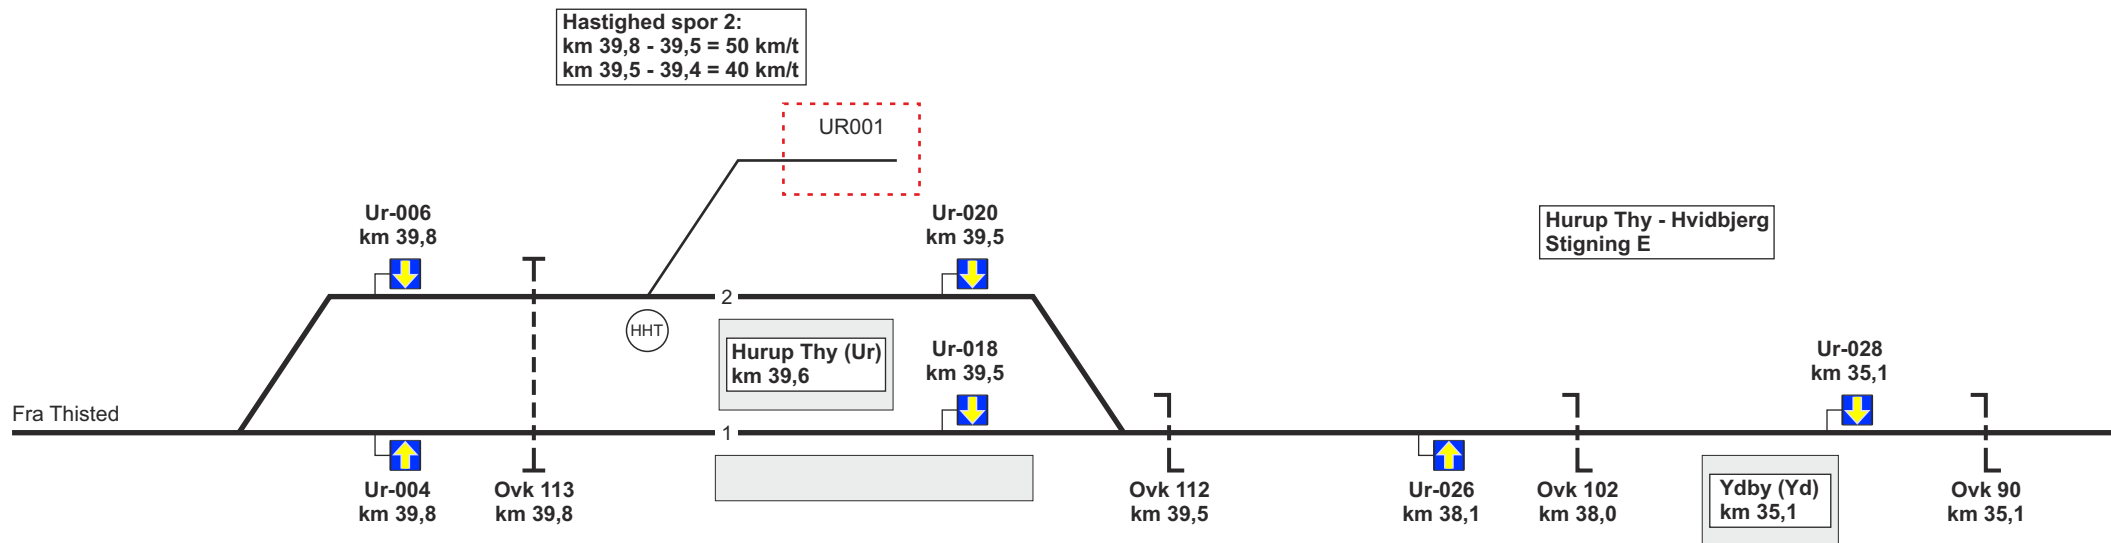 Hastighed spor 2:
km 39,8 - 39,5 = 50 km/t
km 39,5 - 39,4 = 40 km/t
UR001
Ur-006
km 39,8
Ur-020
km 39,5
Hurup Thy - Hvidbjerg
Stigning E
2
HHT
Hurup Thy (Ur)
km 39,6
Ur-018
km 39,5
Ur-028
km 35,1
Fra Thisted
1
Ur-004
km 39,8
Ovk 113
km 39,8
Ovk 112
km 39,5
Ur-026
km 38,1
Ovk 102
km 38,0
Ydby (Yd)
km 35,1
Ovk 90
km 35,1